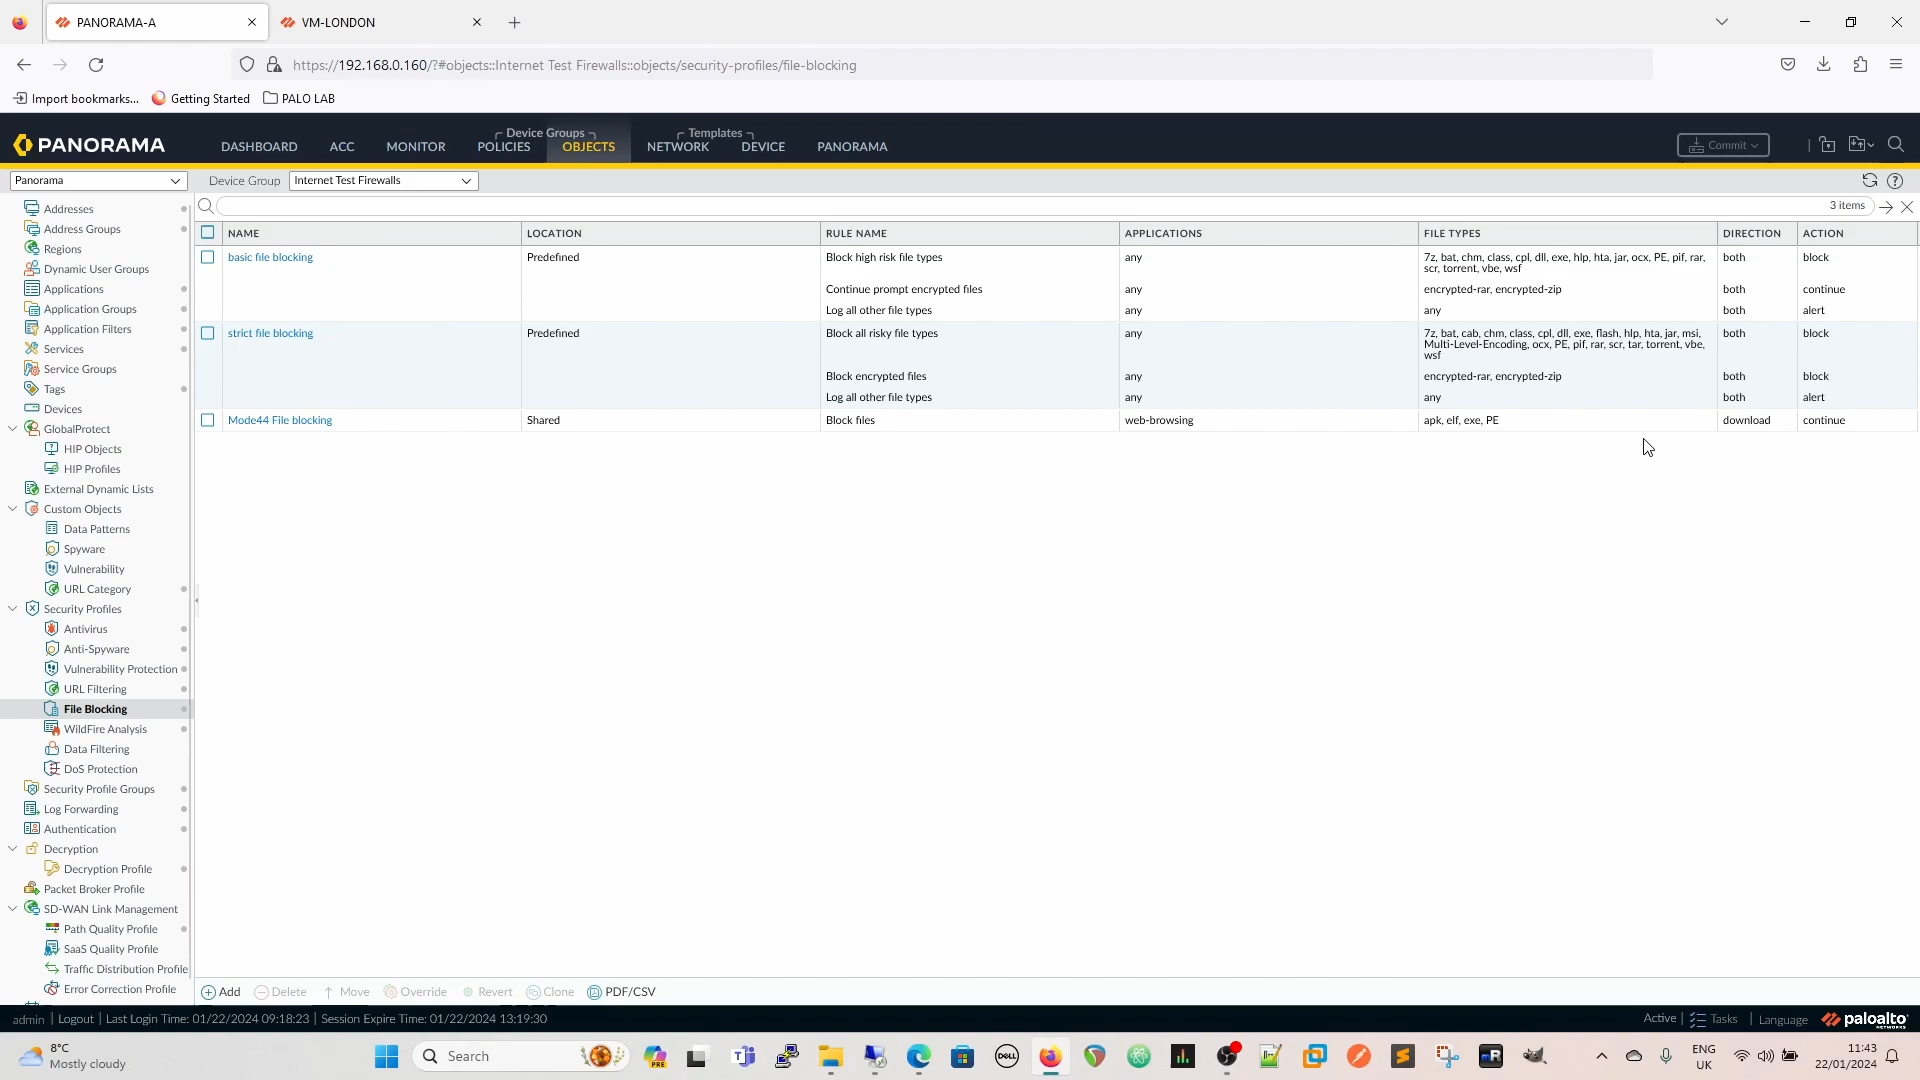 PANORAMA-A
VM-LONDON
https://192.168.0.160/?#objects::Internet Test Firewalls::objects/security-profiles/file-blocking
Import bookmarks...
Getting Started
PALO LAB
PANORAMA
DASHBOARD
ACC
MONITOR
Device Groups
POLICIES
OBJECTS
Templates
NETWORK
DEVICE
PANORAMA
Commit
Panorama
Device Group
Internet Test Firewalls
3 items
Addresses
Address Groups
Regions
Dynamic User Groups
Applications
Application Groups
Application Filters
Services
Service Groups
Tags
Devices
GlobalProtect
HIP Objects
HIP Profiles
External Dynamic Lists
Custom Objects
Data Patterns
Spyware
Vulnerability
URL Category
Security Profiles
Antivirus
Anti-Spyware
Vulnerability Protection
URL Filtering
File Blocking
WildFire Analysis
Data Filtering
DoS Protection
Security Profile Groups
Log Forwarding
Authentication
Decryption
Decryption Profile
Packet Broker Profile
SD-WAN Link Management
Path Quality Profile
SaaS Quality Profile
Traffic Distribution Profile
Error Correction Profile
NAME LOCATION RULE NAME APPLICATIONS FILE TYPES DIRECTION ACTION
basic file blocking Predefined Block high risk file types any 7z, bat, chm, class, cpl, dll, exe, hlp, hta, jar, ocx, PE, pif, rar, both block
scr, torrent, vbe, wsf
Continue prompt encrypted files any encrypted-rar, encrypted-zip both continue
Log all other file types any any both alert
strict file blocking Predefined Block all risky file types any 7z, bat, cab, chm, class, cpl, dll, exe, flash, hlp, hta, jar, msi, both block
Multi-Level-Encoding, ocx, PE, pif, rar, scr, tar, torrent, vbe,
wsf
Block encrypted files any encrypted-rar, encrypted-zip both block
Log all other file types any any both alert
Mode44 File blocking Shared Block files web-browsing apk, elf, exe, PE download continue
Add
Delete
Move
Override
Revert
Clone
PDF/CSV
admin | Logout | Last Login Time: 01/22/2024 09:18:23 | Session Expire Time: 01/22/2024 13:19:30
Active | Tasks | Language
paloalto
NETWORKS
8°C
Mostly cloudy
Search
PRE
DELL
ENG
UK
11:43
22/01/2024